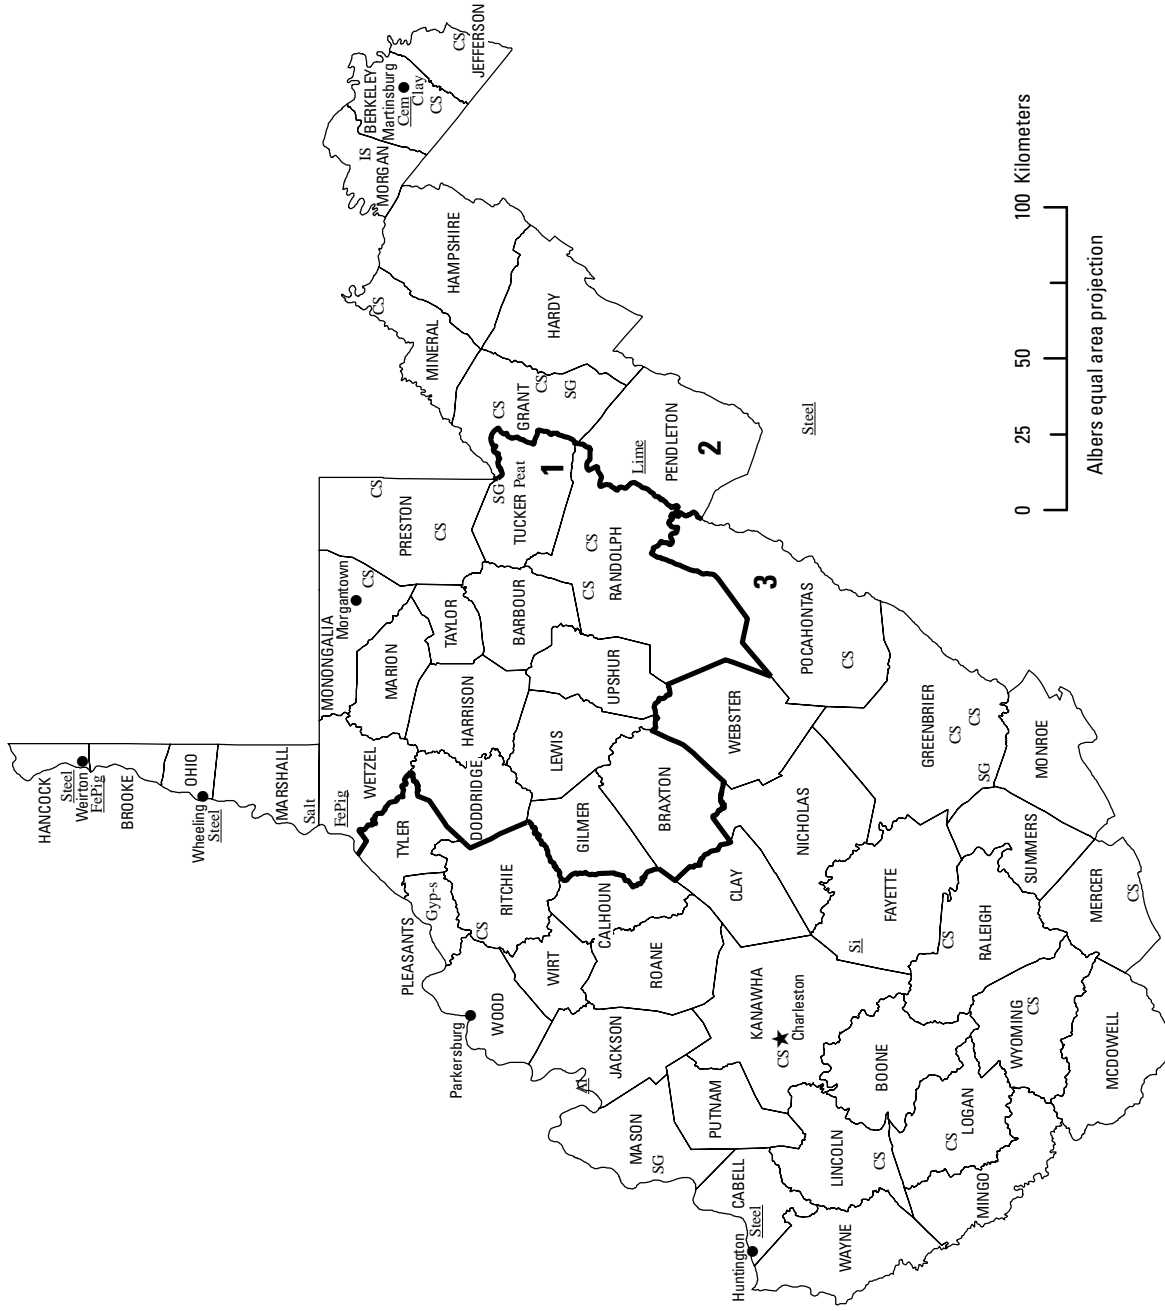 HANCOCK
Steel
Weirton
FePig
BROOKE
OHIO
Wheeling
Steel
MARSHALL
Salt
FePig
WETZEL
MONONGALIA
Morgantown
CS
MARION
PRESTON
CS
CS
TAYLOR
HARRISON
BARBOUR
TYLER
DODDRIDGE
PLEASANTS
Gyp-s
RITCHIE
CS
Parkersburg
WOOD
WIRT
CALHOUN
GILMER
LEWIS
UPSHUR
BRAXTON
WEBSTER
RANDOLPH
CS
CS
SG
TUCKER Peat
1
GRANT
CS
CS
SG
MINERAL
CS
HAMPSHIRE
HARDY
IS
MORGAN
BERKELEY
Martinsburg
Cem
Clay
CS
CS
JEFFERSON
Lime
PENDLETON
2
Steel
3
POCAHONTAS
CS
GREENBRIER
CS
CS
SG
MONROE
SUMMERS
MERCER
CS
NICHOLAS
CLAY
FAYETTE
Si
RALEIGH
CS
ROANE
JACKSON
Al
KANAWHA
CS
Charleston
MASON
SG
PUTNAM
CABELL
Huntington
Steel
WAYNE
LINCOLN
CS
BOONE
LOGAN
CS
MINGO
WYOMING
CS
MCDOWELL
0 25 50 100 Kilometers
Albers equal area projection